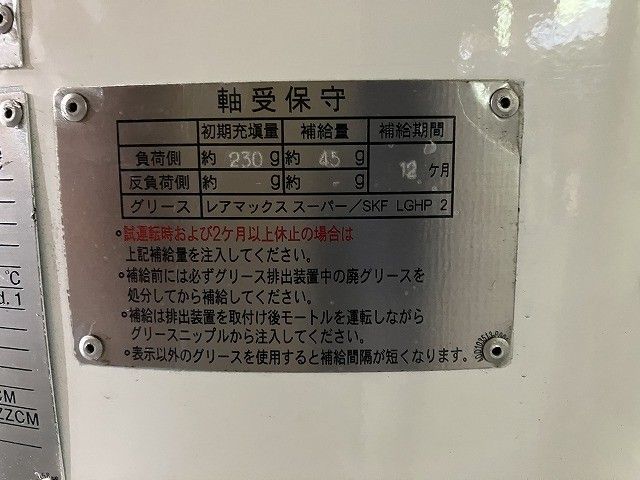 軸受保守
初期充填量 補給量 補給期間
負荷側 約 230 g 約 45 g 12 ケ月
反負荷側 約 - g 約 - g
グリース レアマックス スーパー/SKF LGHP 2
•試運転時および2ケ月以上休止の場合は
上記補給量を注入してください。
•補給前には必ずグリース排出装置中の廃グリースを
処分してから補給してください。
•補給は排出装置を取付け後モートルを運転しながら
グリースニップルから注入してください。
•表示以外のグリースを使用すると補給間隔が短くなります。
℃
d.1
CM
ZZCM